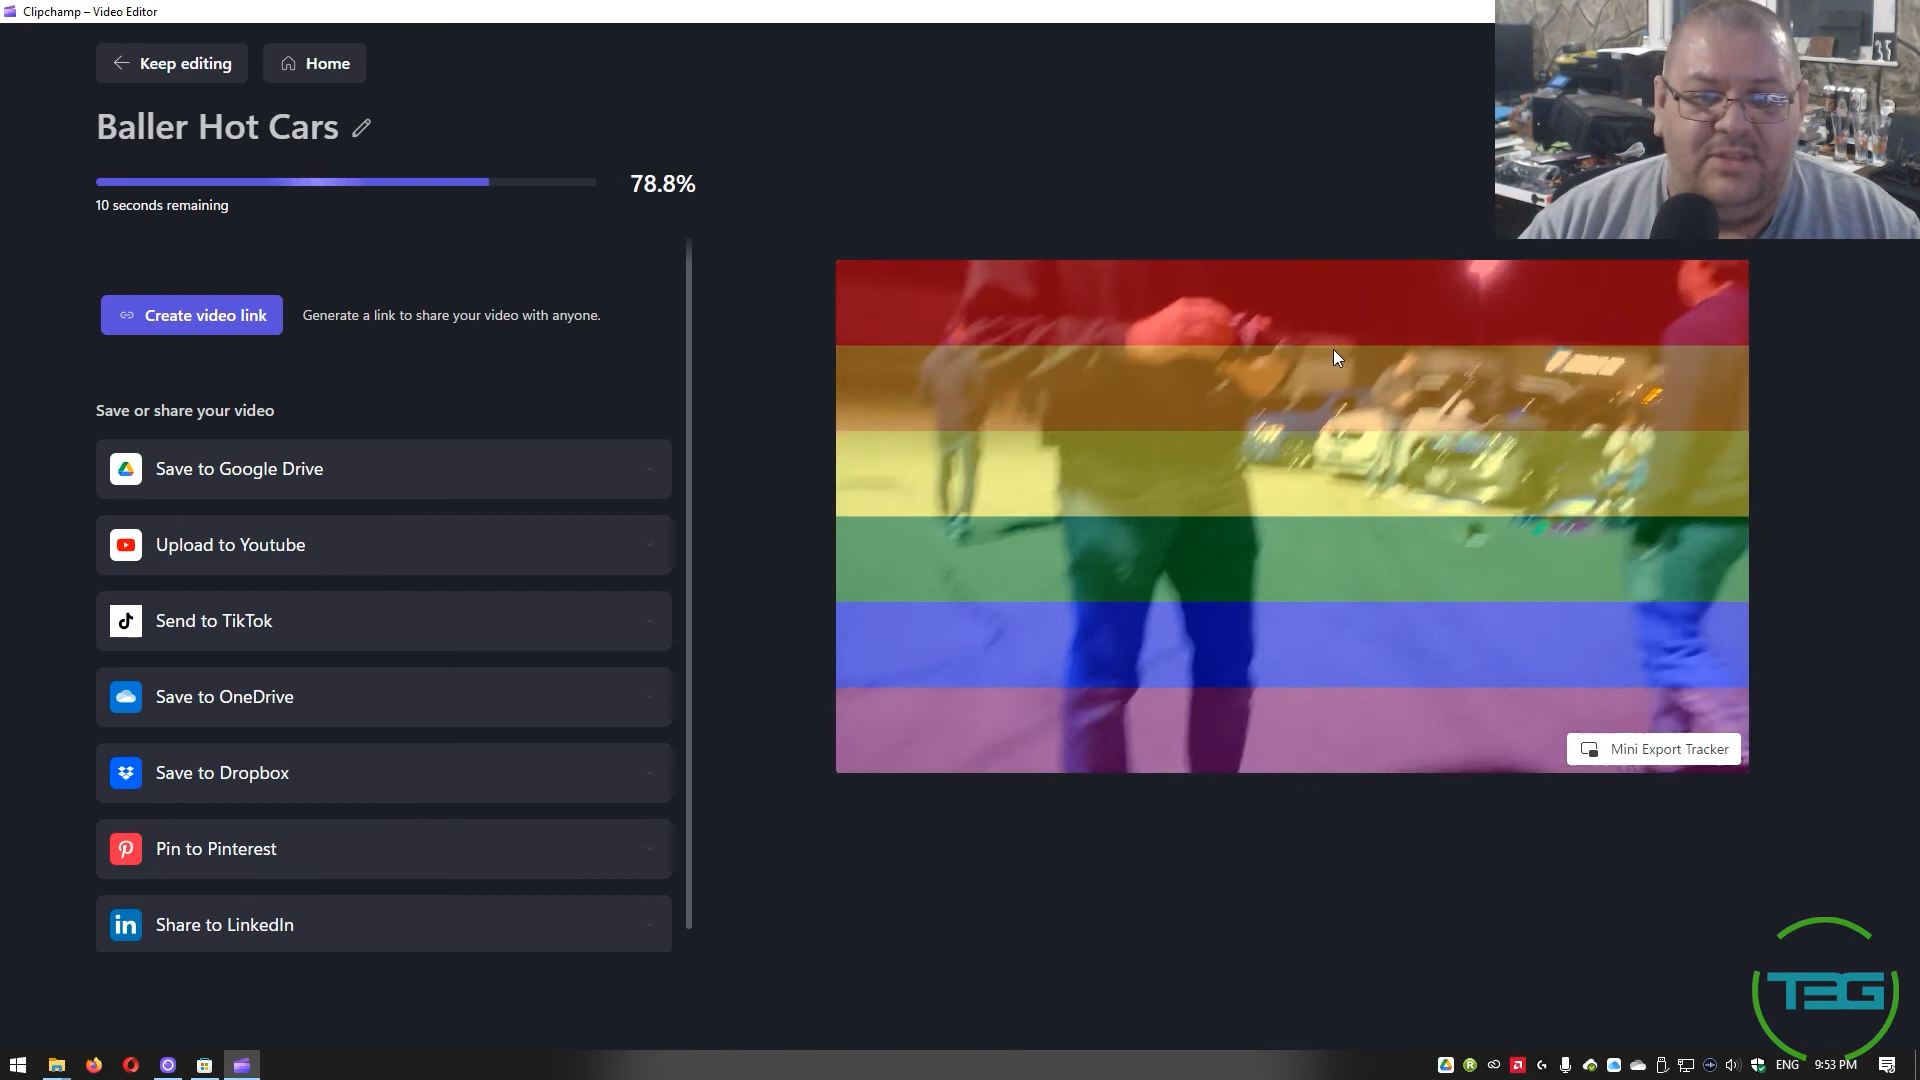 Clipchamp – Video Editor
Keep editing
Home
Baller Hot Cars
78.8%
10 seconds remaining
Create video link
Generate a link to share your video with anyone.
Save or share your video
Save to Google Drive
Upload to Youtube
Send to TikTok
Save to OneDrive
Save to Dropbox
Pin to Pinterest
Share to LinkedIn
Mini Export Tracker
TBG
ENG
9:53 PM